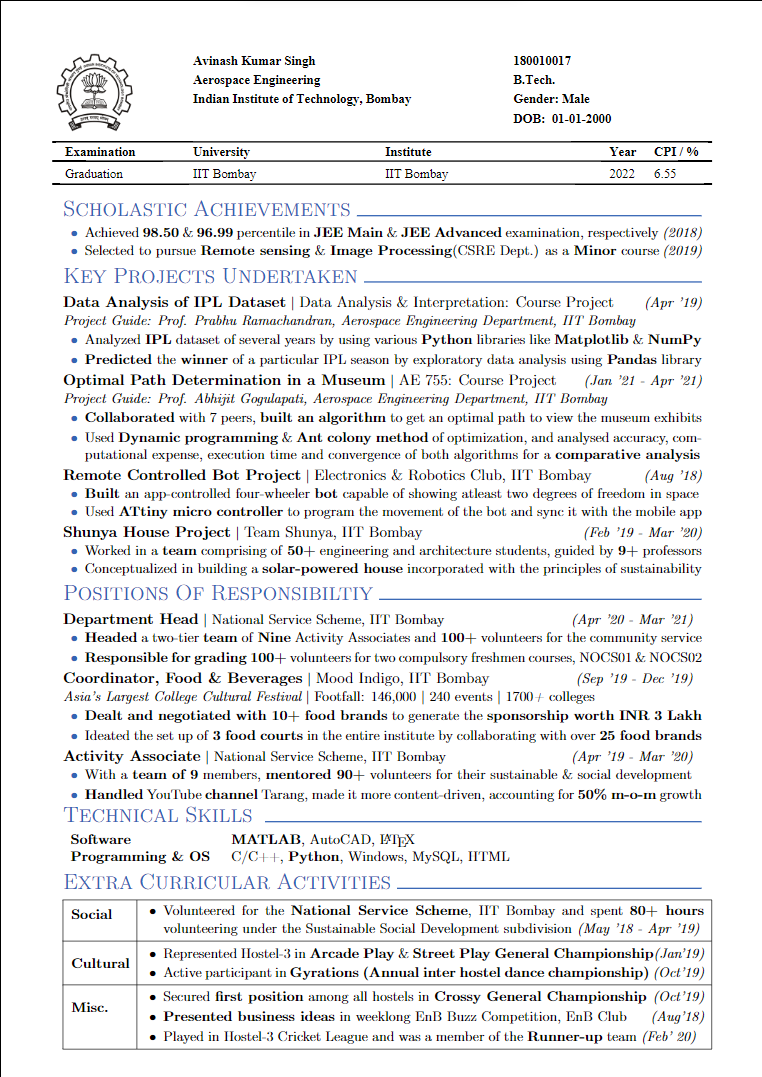 Avinash Kumar Singh 180010017
Aerospace Engineering B.Tech.
Indian Institute of Technology, Bombay Gender: Male
DOB: 01-01-2000
Examination University Institute Year CPI / %
Graduation IIT Bombay IIT Bombay 2022 6.55
Scholastic Achievements
• Achieved 98.50 & 96.99 percentile in JEE Main & JEE Advanced examination, respectively (2018)
• Selected to pursue Remote sensing & Image Processing(CSRE Dept.) as a Minor course (2019)
Key Projects Undertaken
Data Analysis of IPL Dataset | Data Analysis & Interpretation: Course Project (Apr '19)
Project Guide: Prof. Prabhu Ramachandran, Aerospace Engineering Department, IIT Bombay
• Analyzed IPL dataset of several years by using various Python libraries like Matplotlib & NumPy
• Predicted the winner of a particular IPL season by exploratory data analysis using Pandas library
Optimal Path Determination in a Museum | AE 755: Course Project (Jan '21 - Apr '21)
Project Guide: Prof. Abhijit Gogulapati, Aerospace Engineering Department, IIT Bombay
• Collaborated with 7 peers, built an algorithm to get an optimal path to view the museum exhibits
• Used Dynamic programming & Ant colony method of optimization, and analysed accuracy, com-
putational expense, execution time and convergence of both algorithms for a comparative analysis
Remote Controlled Bot Project | Electronics & Robotics Club, IIT Bombay (Aug '18)
• Built an app-controlled four-wheeler bot capable of showing atleast two degrees of freedom in space
• Used ATtiny micro controller to program the movement of the bot and sync it with the mobile app
Shunya House Project | Team Shunya, IIT Bombay (Feb '19 - Mar '20)
• Worked in a team comprising of 50+ engineering and architecture students, guided by 9+ professors
• Conceptualized in building a solar-powered house incorporated with the principles of sustainability
Positions Of Responsibiltiy
Department Head | National Service Scheme, IIT Bombay (Apr '20 - Mar '21)
• Headed a two-tier team of Nine Activity Associates and 100+ volunteers for the community service
• Responsible for grading 100+ volunteers for two compulsory freshmen courses, NOCS01 & NOCS02
Coordinator, Food & Beverages | Mood Indigo, IIT Bombay (Sep '19 - Dec '19)
Asia's Largest College Cultural Festival | Footfall: 146,000 | 240 events | 1700+ colleges
• Dealt and negotiated with 10+ food brands to generate the sponsorship worth INR 3 Lakh
• Ideated the set up of 3 food courts in the entire institute by collaborating with over 25 food brands
Activity Associate | National Service Scheme, IIT Bombay (Apr '19 - Mar '20)
• With a team of 9 members, mentored 90+ volunteers for their sustainable & social development
• Handled YouTube channel Tarang, made it more content-driven, accounting for 50% m-o-m growth
Technical Skills
Software MATLAB, AutoCAD, LATEX
Programming & OS C/C++, Python, Windows, MySQL, HTML
Extra Curricular Activities
Social • Volunteered for the National Service Scheme, IIT Bombay and spent 80+ hours
volunteering under the Sustainable Social Development subdivision (May '18 - Apr '19)
Cultural • Represented Hostel-3 in Arcade Play & Street Play General Championship(Jan'19)
• Active participant in Gyrations (Annual inter hostel dance championship) (Oct'19)
Misc. • Secured first position among all hostels in Crossy General Championship (Oct'19)
• Presented business ideas in weeklong EnB Buzz Competition, EnB Club (Aug'18)
• Played in Hostel-3 Cricket League and was a member of the Runner-up team (Feb' 20)